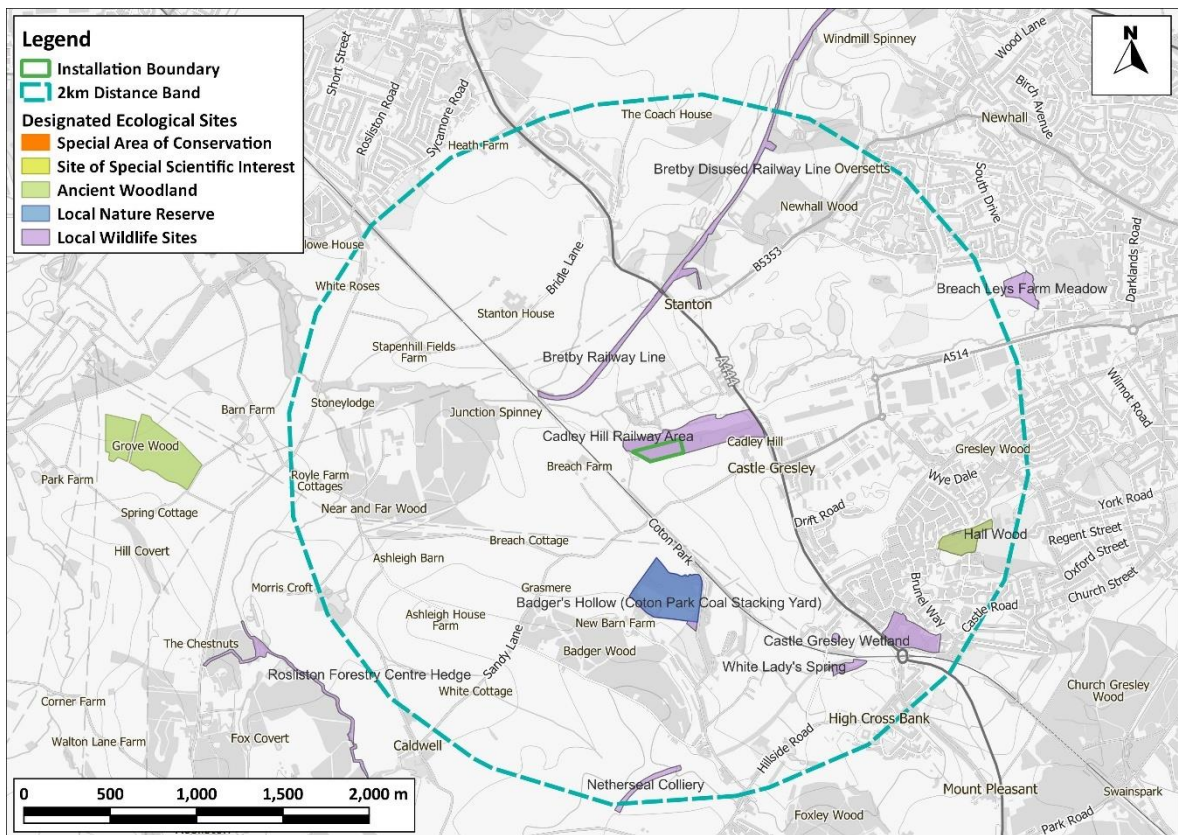 Legend
Installation Boundary
2km Distance Band
Designated Ecological Sites
Special Area of Conservation
Site of Special Scientific Interest
Ancient Woodland
Local Nature Reserve
Local Wildlife Sites
N
Short Street
Rosliston Road
Sycamore Road
Windmill Spinney
Wood Lane
Birch Avenue
The Coach House
Newhall
Heath Farm
Bretby Disused Railway Line
Oversetts
South Drive
Newhall Wood
Darklands Road
lowe House
Bridle Lane
B5353
White Roses
Breach Leys Farm Meadow
Stanton House
Stanton
Stapenhill Fields
Farm
Bretby Railway Line
A444
A514
Wilmot Road
Barn Farm
Stoneylodge
Junction Spinney
Grove Wood
Cadley Hill Railway Area
Cadley Hill
Breach Farm
Castle Gresley
Gresley Wood
Park Farm
Royle Farm
Cottages
Wye Dale
York Road
Spring Cottage
Near and Far Wood
Drift Road
Hall Wood
Regent Street
Oxford Street
Hill Covert
Breach Cottage
Coton Park
Ashleigh Barn
Church Street
Morris Croft
Grasmere
Brunel Way
Badger's Hollow (Coton Park Coal Stacking Yard)
Castle Road
Ashleigh House
Farm
New Barn Farm
The Chestnuts
Sandy Lane
Badger Wood
Castle Gresley Wetland
White Lady's Spring
Rosliston Forestry Centre Hedge
White Cottage
Church Gresley
Wood
Corner Farm
Walton Lane Farm
Fox Covert
Caldwell
High Cross Bank
Hillside Road
Netherseal Colliery
Mount Pleasant
Swainspark
Foxley Wood
Park Road
0 500 1,000 1,500 2,000 m